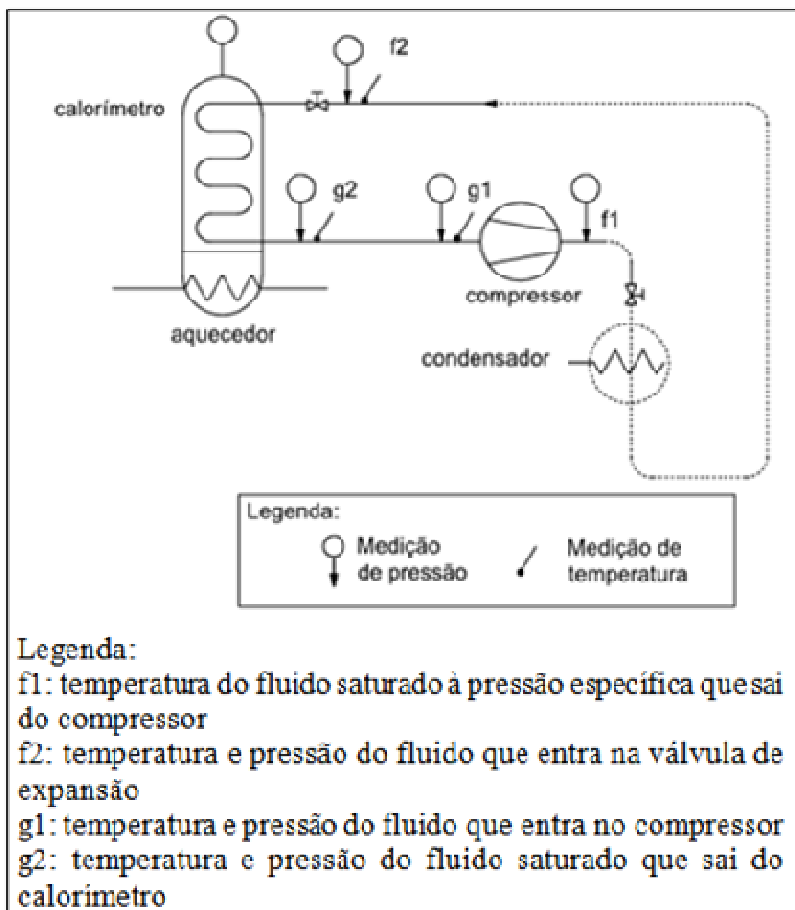 f2
calorímetro
g2
g1
f1
compressor
aquecedor
condensador
Legenda:
Medição
de pressão
Medição de
temperatura
Legenda:
f1: temperatura do fluido saturado à pressão específica que sai
do compressor
f2: temperatura e pressão do fluido que entra na válvula de
expansão
g1: temperatura e pressão do fluido que entra no compressor
g2: temperatura e pressão do fluido saturado que sai do
calorímetro